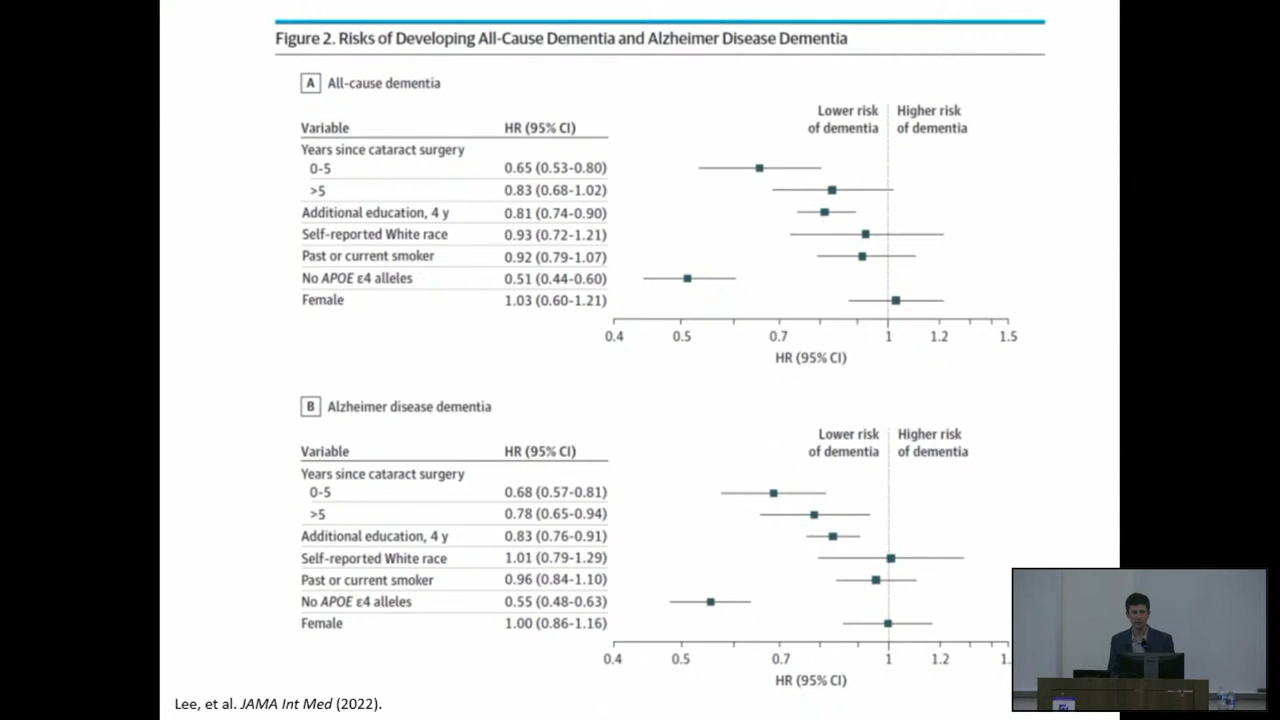 Figure 2. Risks of Developing All-Cause Dementia and Alzheimer Disease Dementia
A All-cause dementia
Lower risk of dementia
Higher risk of dementia
Variable HR (95% CI)
Years since cataract surgery
0-5 0.65 (0.53-0.80)
>5 0.83 (0.68-1.02)
Additional education, 4 y 0.81 (0.74-0.90)
Self-reported White race 0.93 (0.72-1.21)
Past or current smoker 0.92 (0.79-1.07)
No APOE ε4 alleles 0.51 (0.44-0.60)
Female 1.03 (0.60-1.21)
0.4 0.5 0.7 1 1.2 1.5
HR (95% CI)
B Alzheimer disease dementia
Lower risk of dementia
Higher risk of dementia
Variable HR (95% CI)
Years since cataract surgery
0-5 0.68 (0.57-0.81)
>5 0.78 (0.65-0.94)
Additional education, 4 y 0.83 (0.76-0.91)
Self-reported White race 1.01 (0.79-1.29)
Past or current smoker 0.96 (0.84-1.10)
No APOE ε4 alleles 0.55 (0.48-0.63)
Female 1.00 (0.86-1.16)
0.4 0.5 0.7 1 1.2 1.
HR (95% CI)
Lee, et al. JAMA Int Med (2022).